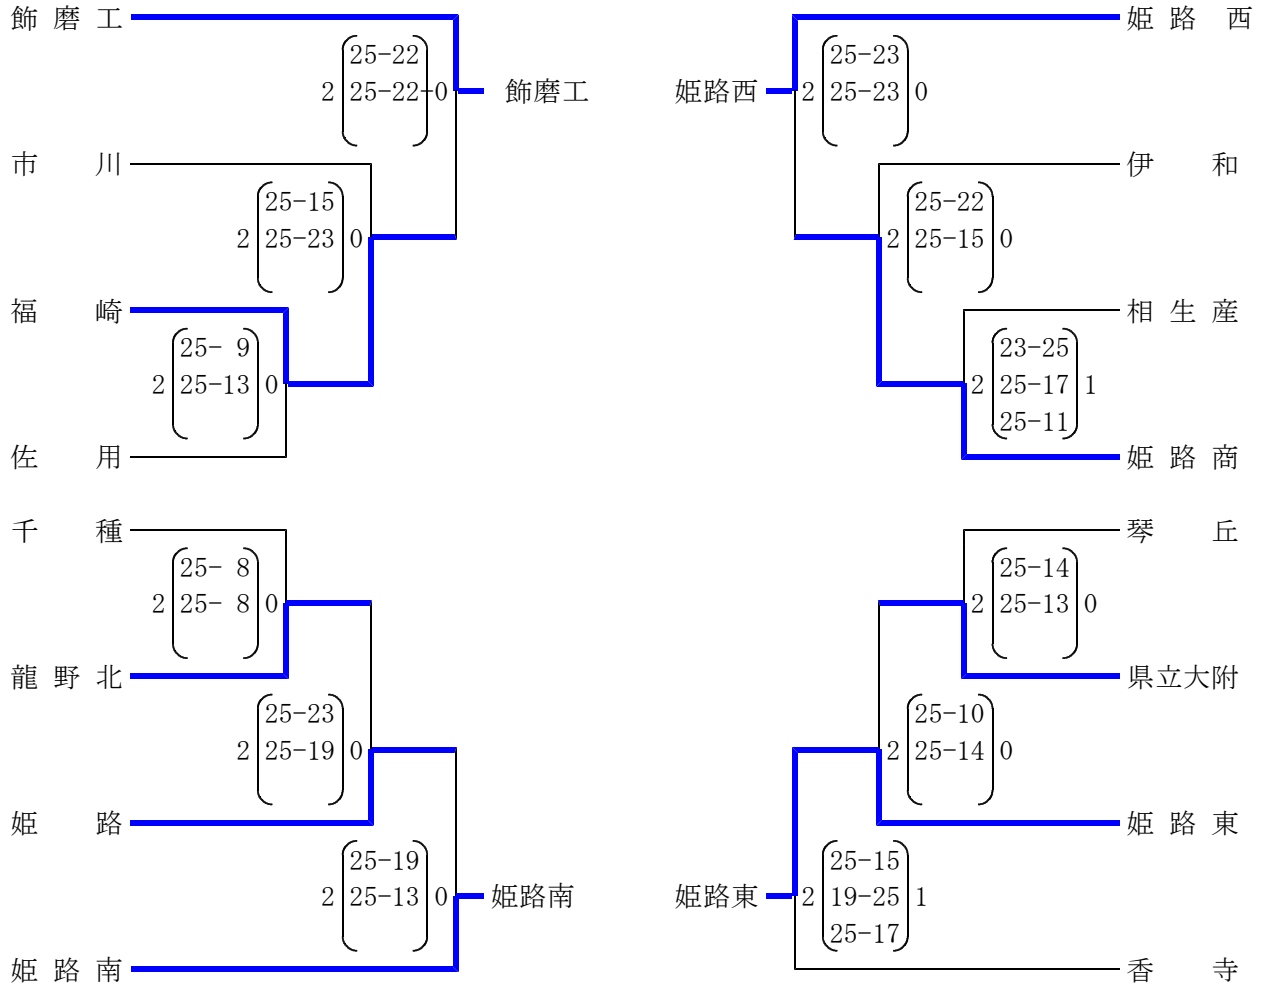 飾磨工
25-22
2 25-22 0 飾磨工
市川
25-15
2 25-23 0
福崎
25- 9
2 25-13 0
佐用
千種
25- 8
2 25- 8 0
龍野北
25-23
2 25-19 0
姫路
25-19
2 25-13 0 姫路南
姫路南
姫路西
25-23
姫路西 2 25-23 0
伊和
25-22
2 25-15 0
相生産
23-25
2 25-17 1
25-11
姫路商
琴丘
25-14
2 25-13 0
県立大附
25-10
2 25-14 0
姫路東
25-15
姫路東 2 19-25 1
25-17
香寺